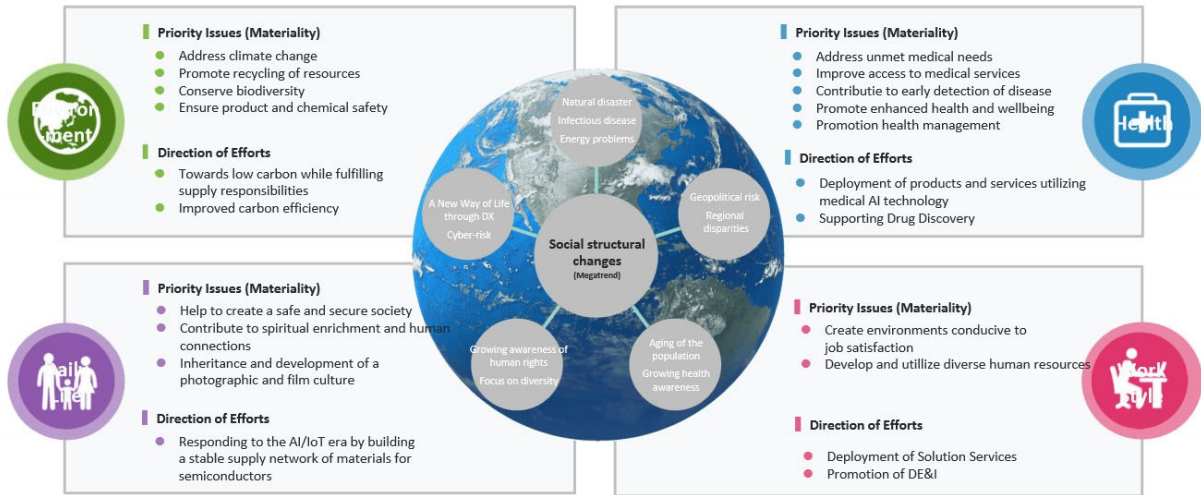 Priority Issues (Materiality)
Address climate change
Promote recycling of resources
Conserve biodiversity
Ensure product and chemical safety
Direction of Efforts
Towards low carbon while fulfilling
supply responsibilities
Improved carbon efficiency
Environ
-ment
Priority Issues (Materiality)
Address unmet medical needs
Improve access to medical services
Contributie to early detection of disease
Promote enhanced health and wellbeing
Promotion health management
Direction of Efforts
Deployment of products and services utilizing
medical AI technology
Supporting Drug Discovery
Health
Natural disaster
Infectious disease
Energy problems
A New Way of Life
through DX
Cyber-risk
Geopolitical risk
Regional
disparities
Social structural
changes
(Megatrend)
Growing awareness of
human rights
Focus on diversity
Aging of the
population
Growing health
awareness
Priority Issues (Materiality)
Help to create a safe and secure society
Contribute to spiritual enrichment and human
connections
Inheritance and development of a
photographic and film culture
Direction of Efforts
Responding to the AI/IoT era by building
a stable supply network of materials for
semiconductors
Daily
Life
Priority Issues (Materiality)
Create environments conducive to
job satisfaction
Develop and utillize diverse human resources
Direction of Efforts
Deployment of Solution Services
Promotion of DE&I
Work
Style